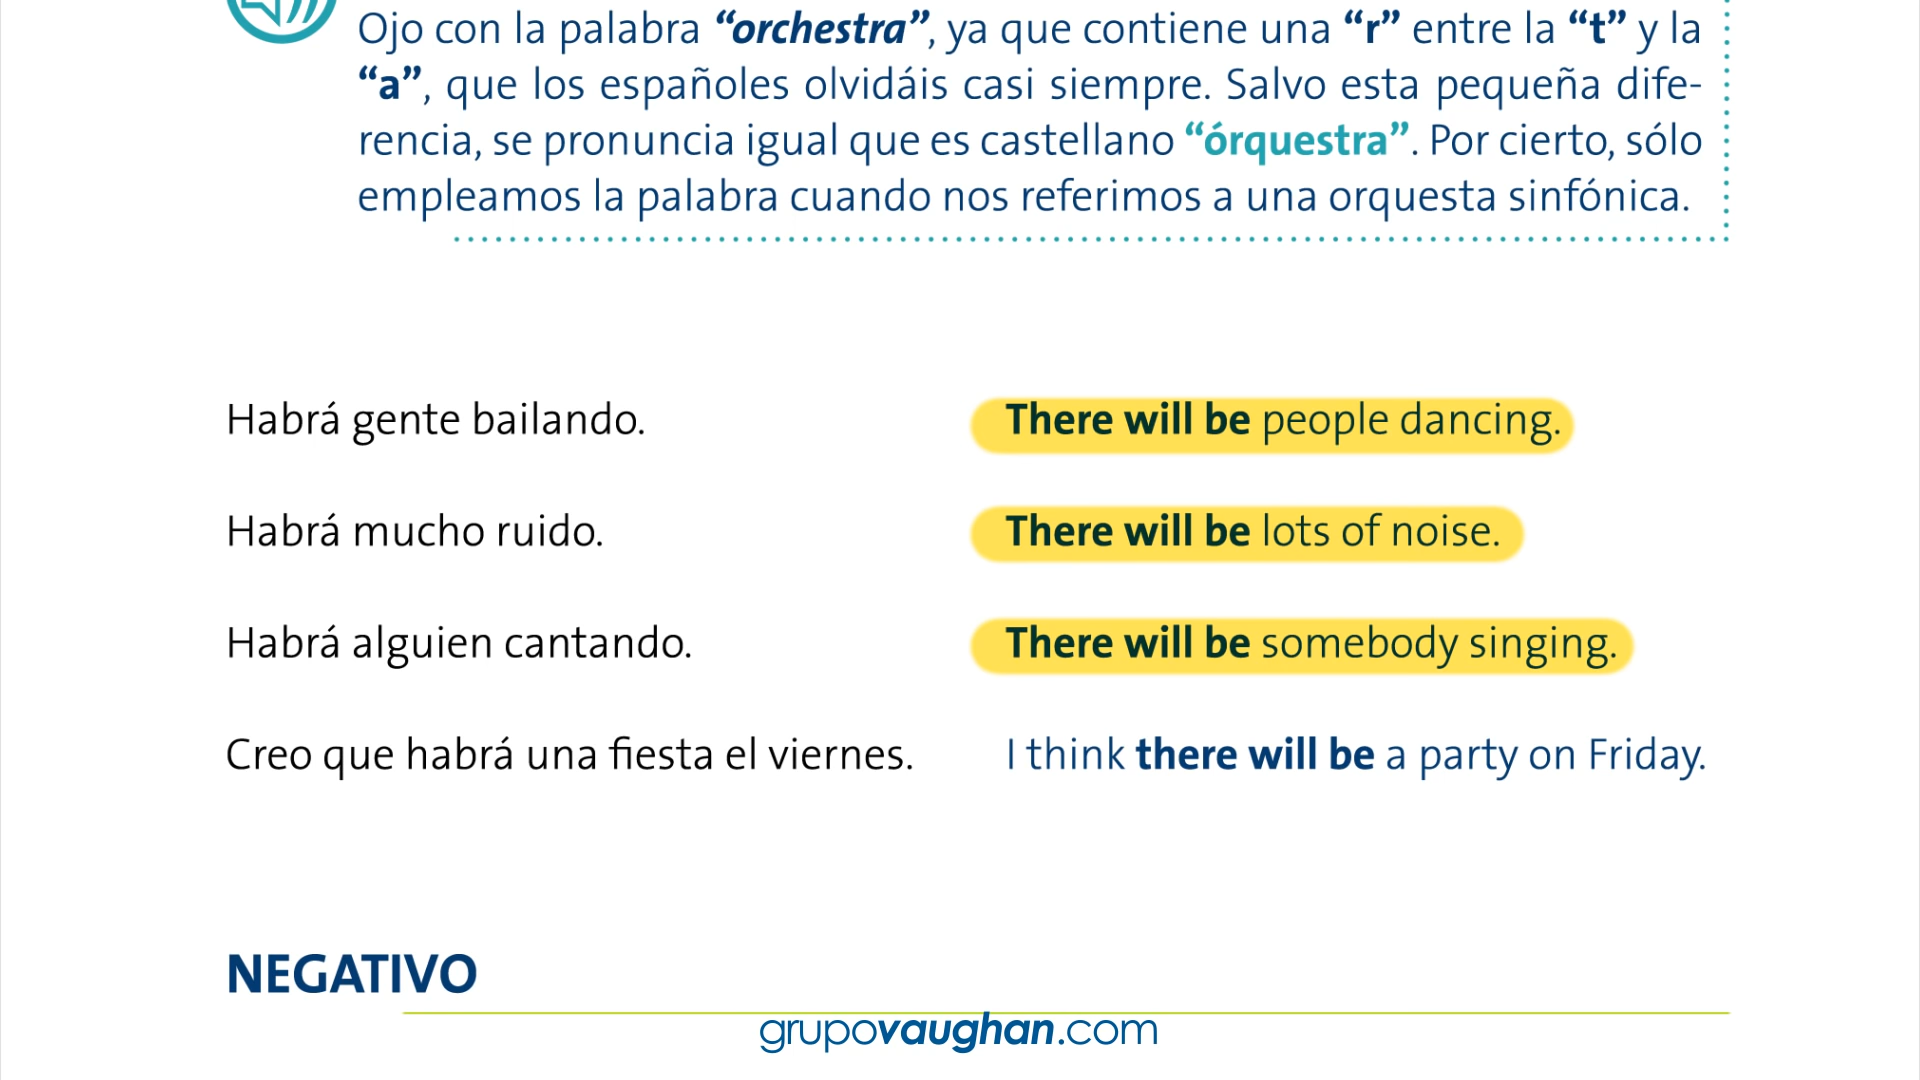 Ojo con la palabra “orchestra”, ya que contiene una “r” entre la “t” y la
“a”, que los españoles olvidáis casi siempre. Salvo esta pequeña dife-
rencia, se pronuncia igual que es castellano “órquestra”. Por cierto, sólo
empleamos la palabra cuando nos referimos a una orquesta sinfónica.
Habrá gente bailando. There will be people dancing.
Habrá mucho ruido. There will be lots of noise.
Habrá alguien cantando. There will be somebody singing.
Creo que habrá una fiesta el viernes. I think there will be a party on Friday.
NEGATIVO
grupovaughan.com